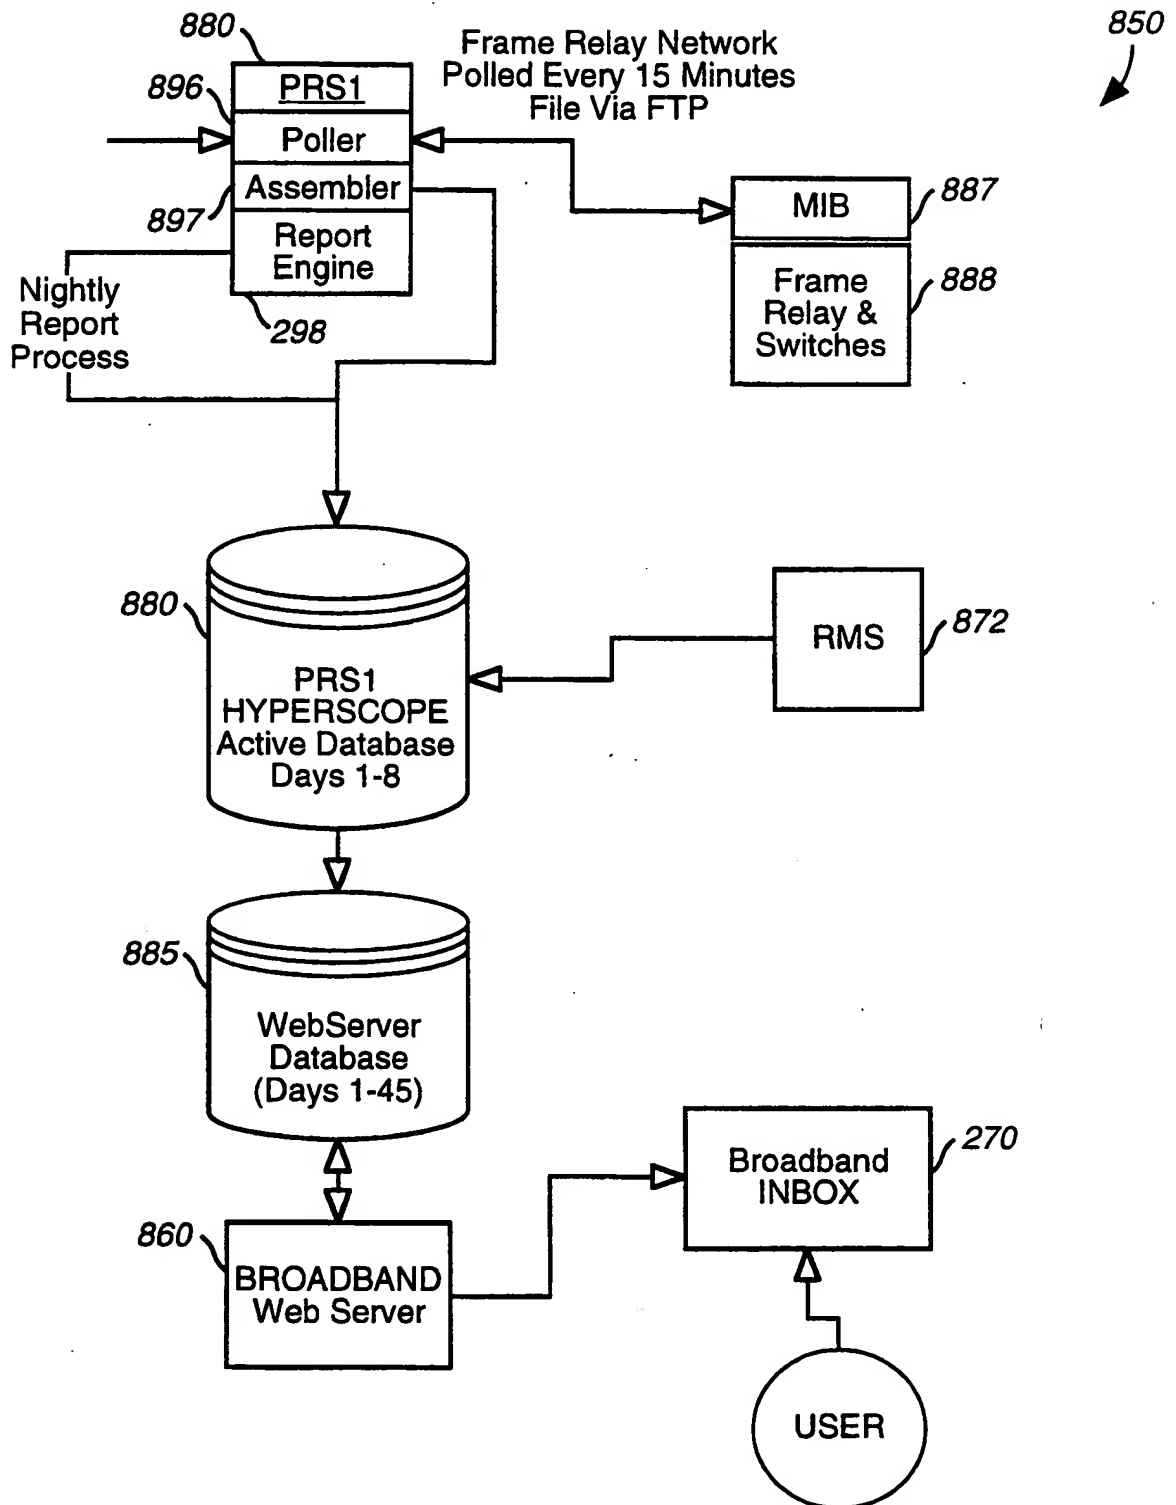 850
880
Frame Relay Network
Polled Every 15 Minutes
File Via FTP
896
PRS1
Poller
Assembler
897
Report
Engine
298
Nightly
Report
Process
MIB
887
Frame
Relay &
Switches
888
880
PRS1
HYPERSCOPE
Active Database
Days 1-8
RMS
872
885
WebServer
Database
(Days 1-45)
Broadband
INBOX
270
860
BROADBAND
Web Server
USER